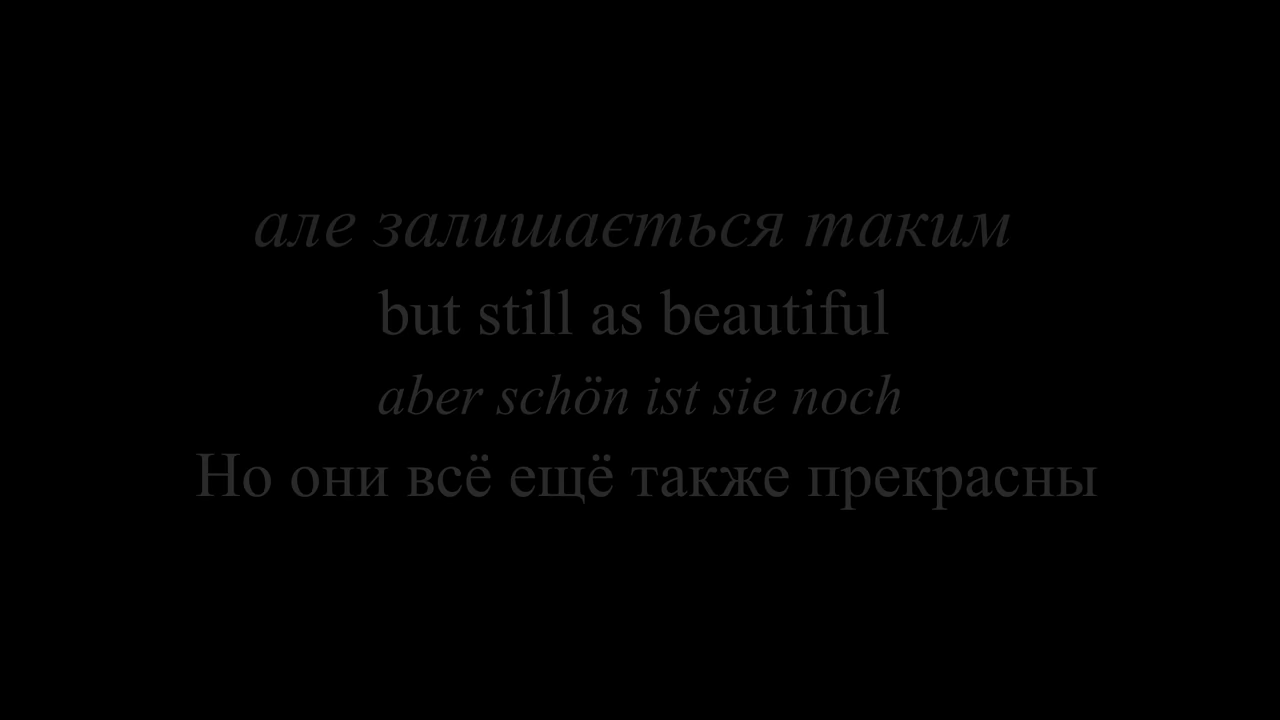 але залишається таким
but still as beautiful
aber schön ist sie noch
Но они всё ещё также прекрасны